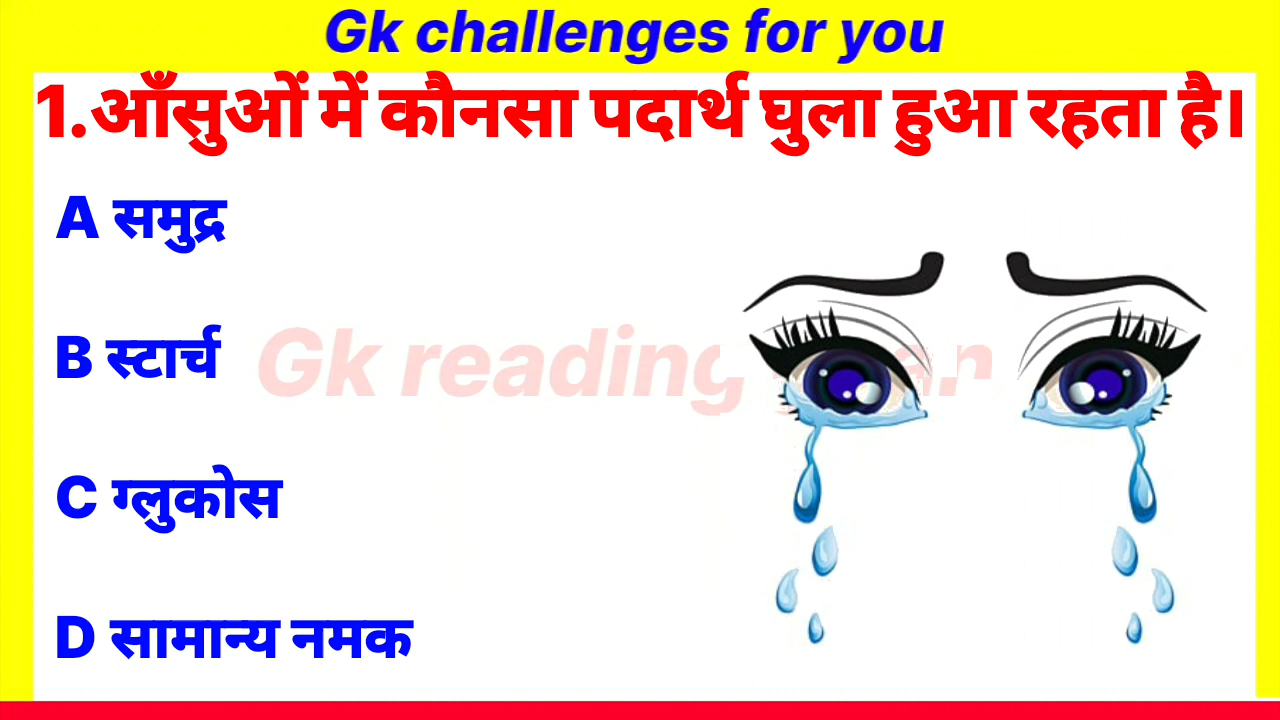 Gk challenges for you
1.आँसुओं में कौनसा पदार्थ घुला हुआ रहता है।
A समुद्र
B स्टार्च
Gk reading
C ग्लुकोस
D सामान्य नमक